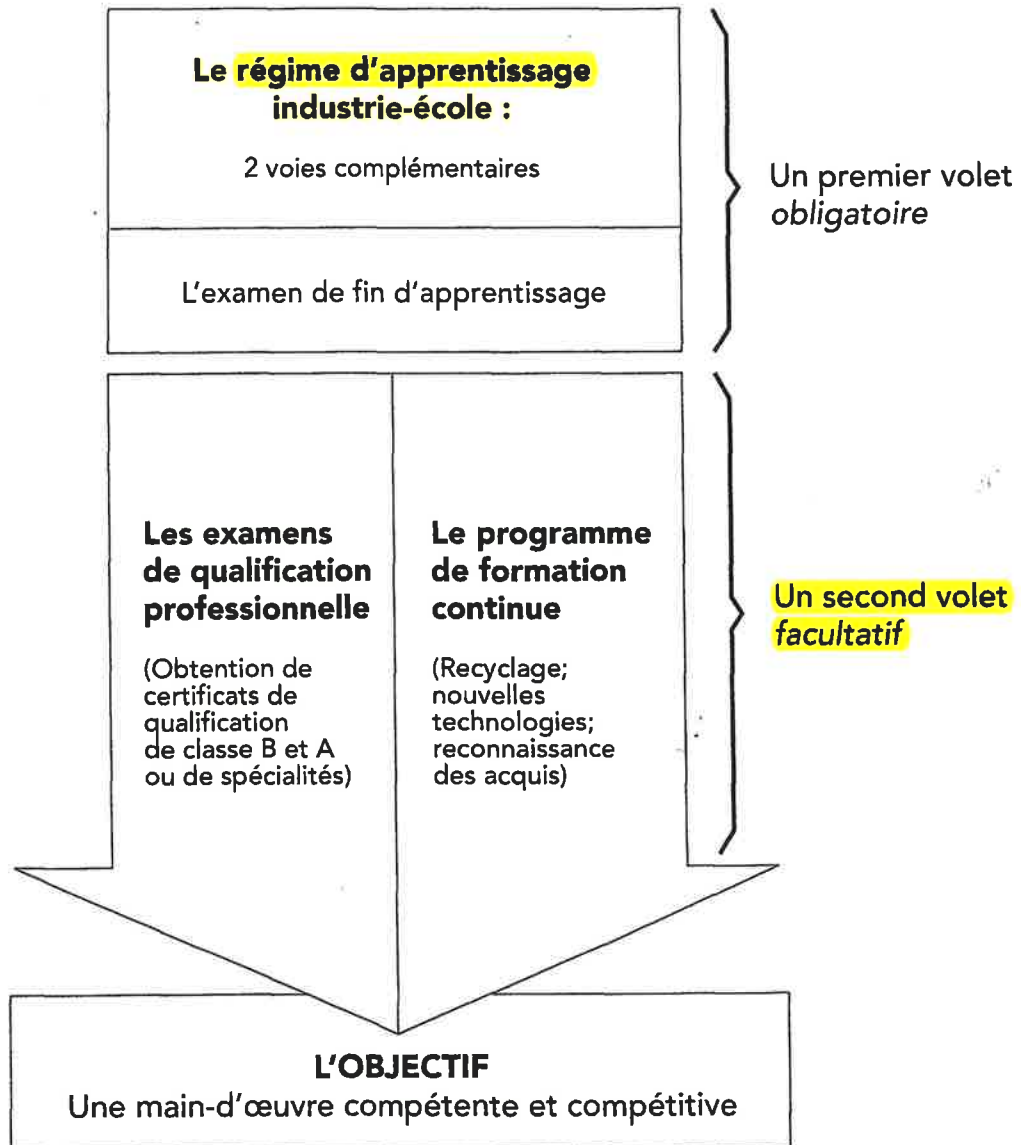 Le régime d'apprentissage
industrie-école :
2 voies complémentaires
Un premier volet
obligatoire
L'examen de fin d'apprentissage
Les examens
de qualification
professionnelle
(Obtention de
certificats de
qualification
de classe B et A
ou de spécialités)
Le programme
de formation
continue
(Recyclage;
nouvelles
technologies;
reconnaissance
des acquis)
Un second volet
facultatif
L'OBJECTIF
Une main-d'œuvre compétente et compétitive